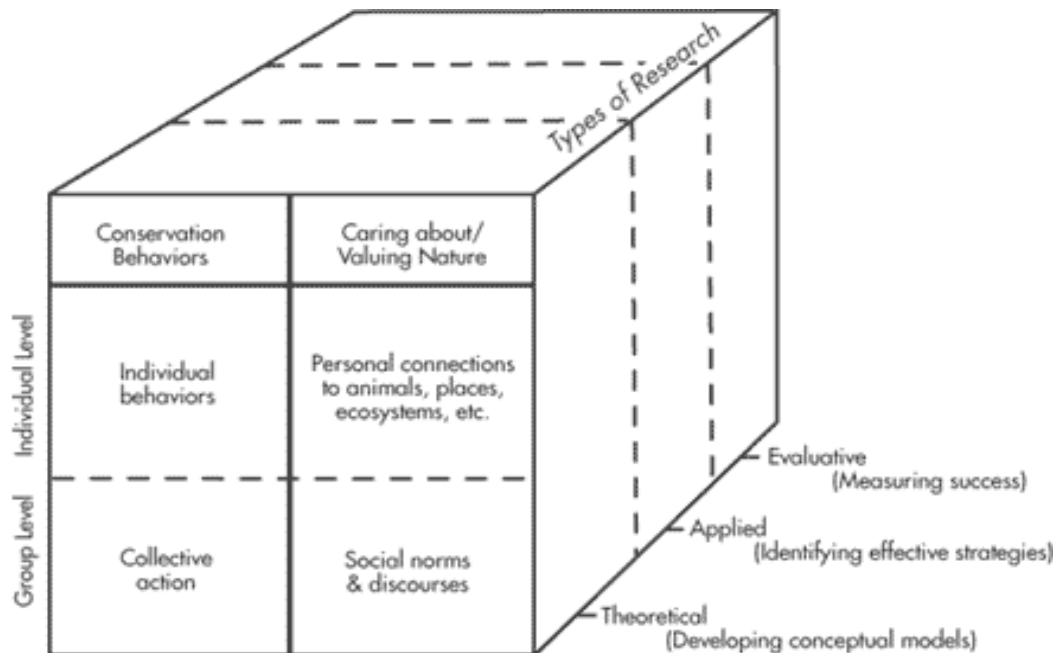 Types of Research
Conservation
Behaviors
Caring about/
Valuing Nature
Individual Level
Individual
behaviors
Personal connections
to animals, places,
ecosystems, etc.
Group Level
Collective
action
Social norms
& discourses
Evaluative
(Measuring success)
Applied
(Identifying effective strategies)
Theoretical
(Developing conceptual models)